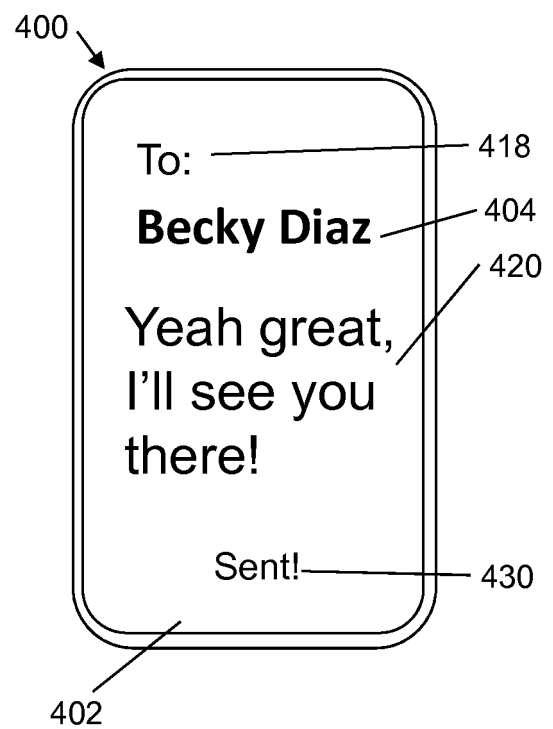 400
To:
418
Becky Diaz
404
420
Yeah great,
I'll see you
there!
Sent!
430
402